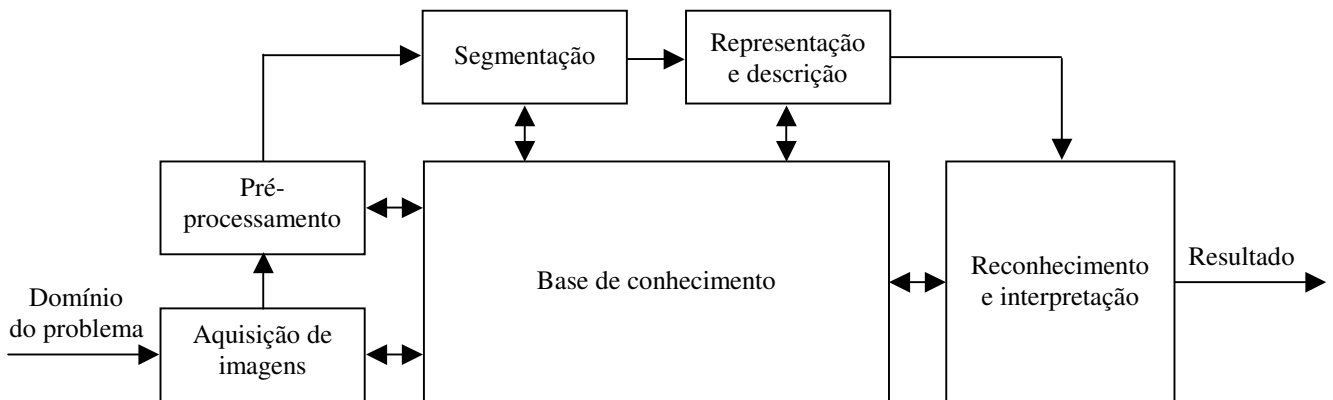 Segmentação
Representação
e descrição
Pré-
processamento
Base de conhecimento
Reconhecimento
e interpretação
Resultado
Domínio
do problema
Aquisição de
imagens